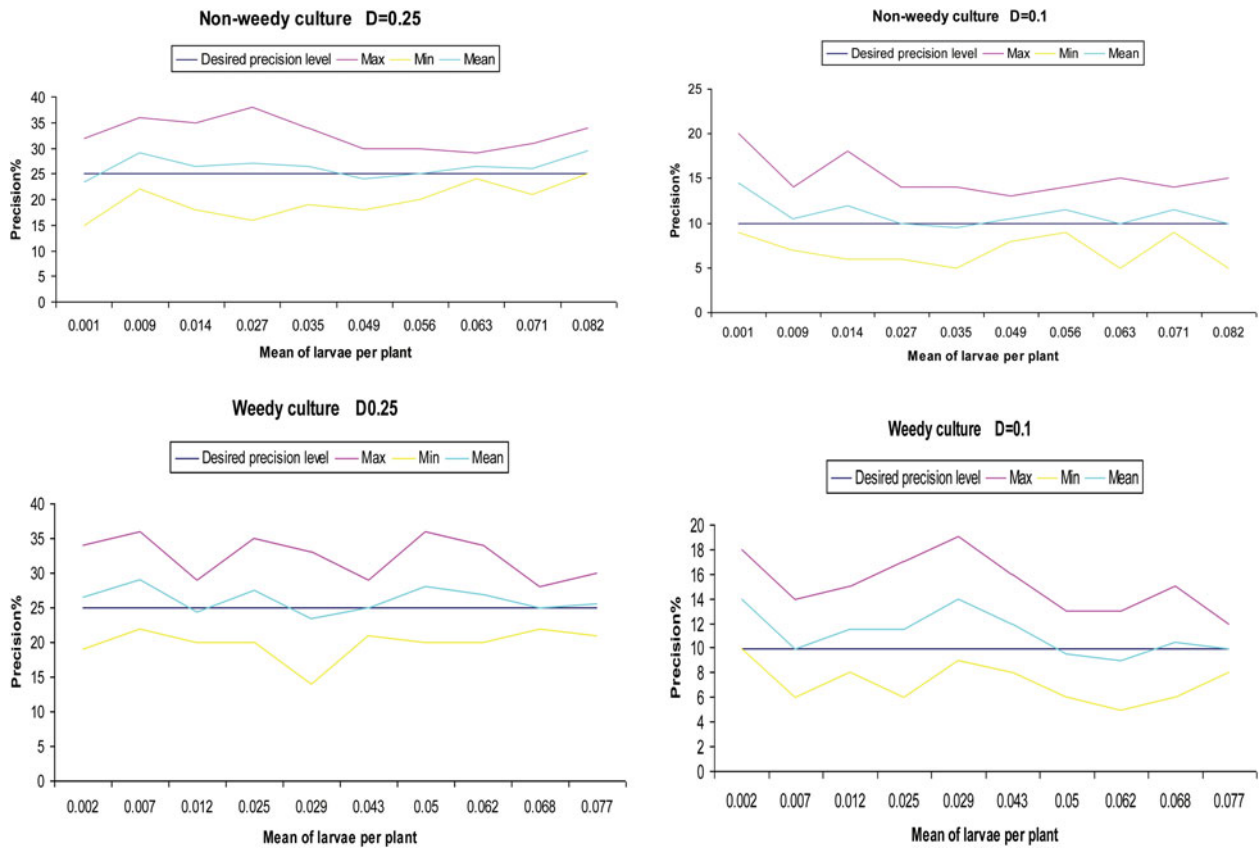 Non-weedy culture D=0.25
Desired precision level Max Min Mean
Precision%
40
35
30
25
20
15
10
5
0
0.001 0.009 0.014 0.027 0.035 0.049 0.056 0.063 0.071 0.082
Mean of larvae per plant
Non-weedy culture D=0.1
Desired precision level Max Min Mean
Precision%
25
20
15
10
5
0
0.001 0.009 0.014 0.027 0.035 0.049 0.056 0.063 0.071 0.082
Mean of larvae per plant
Weedy culture D0.25
Desired precision level Max Min Mean
Precision%
40
35
30
25
20
15
10
5
0
0.002 0.007 0.012 0.025 0.029 0.043 0.05 0.062 0.068 0.077
Mean of larvae per plant
Weedy culture D=0.1
Desired precision level Max Min Mean
Precision%
20
18
16
14
12
10
8
6
4
2
0
0.002 0.007 0.012 0.025 0.029 0.043 0.05 0.062 0.068 0.077
Mean of larvae per plant